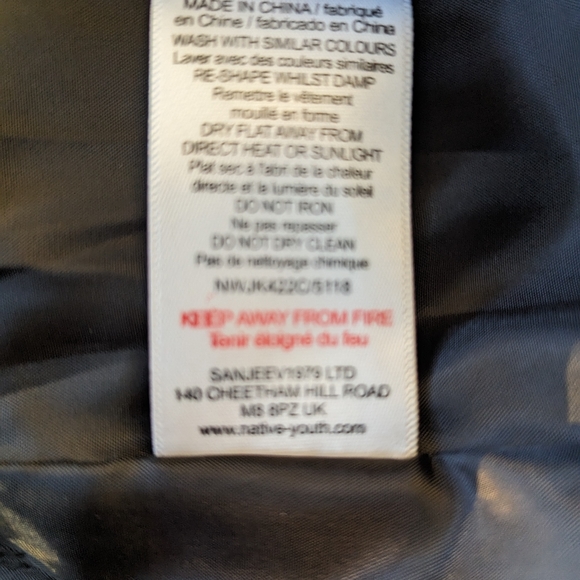 MADE IN CHINA / fabriqué
en Chine / fabricado en China
WASH WITH SIMILAR COLOURS
Laver avec des couleurs similaires
RE-SHAPE WHILST DAMP
Remettre le vêtement
mouillé en forme
DRY FLAT AWAY FROM
DIRECT HEAT OR SUNLIGHT
Plat sec à l'abri de la chaleur
directe et la lumière du soleil
DO NOT IRON
Ne pas repasser
DO NOT DRY CLEAN
Pas de nettoyage chimique
KEEP AWAY FROM FIRE
Tenir éloigné du feu
SANJEEV1979 LTD
140 CHEETHAM HILL ROAD
M8 8PZ UK
www.native-youth.com